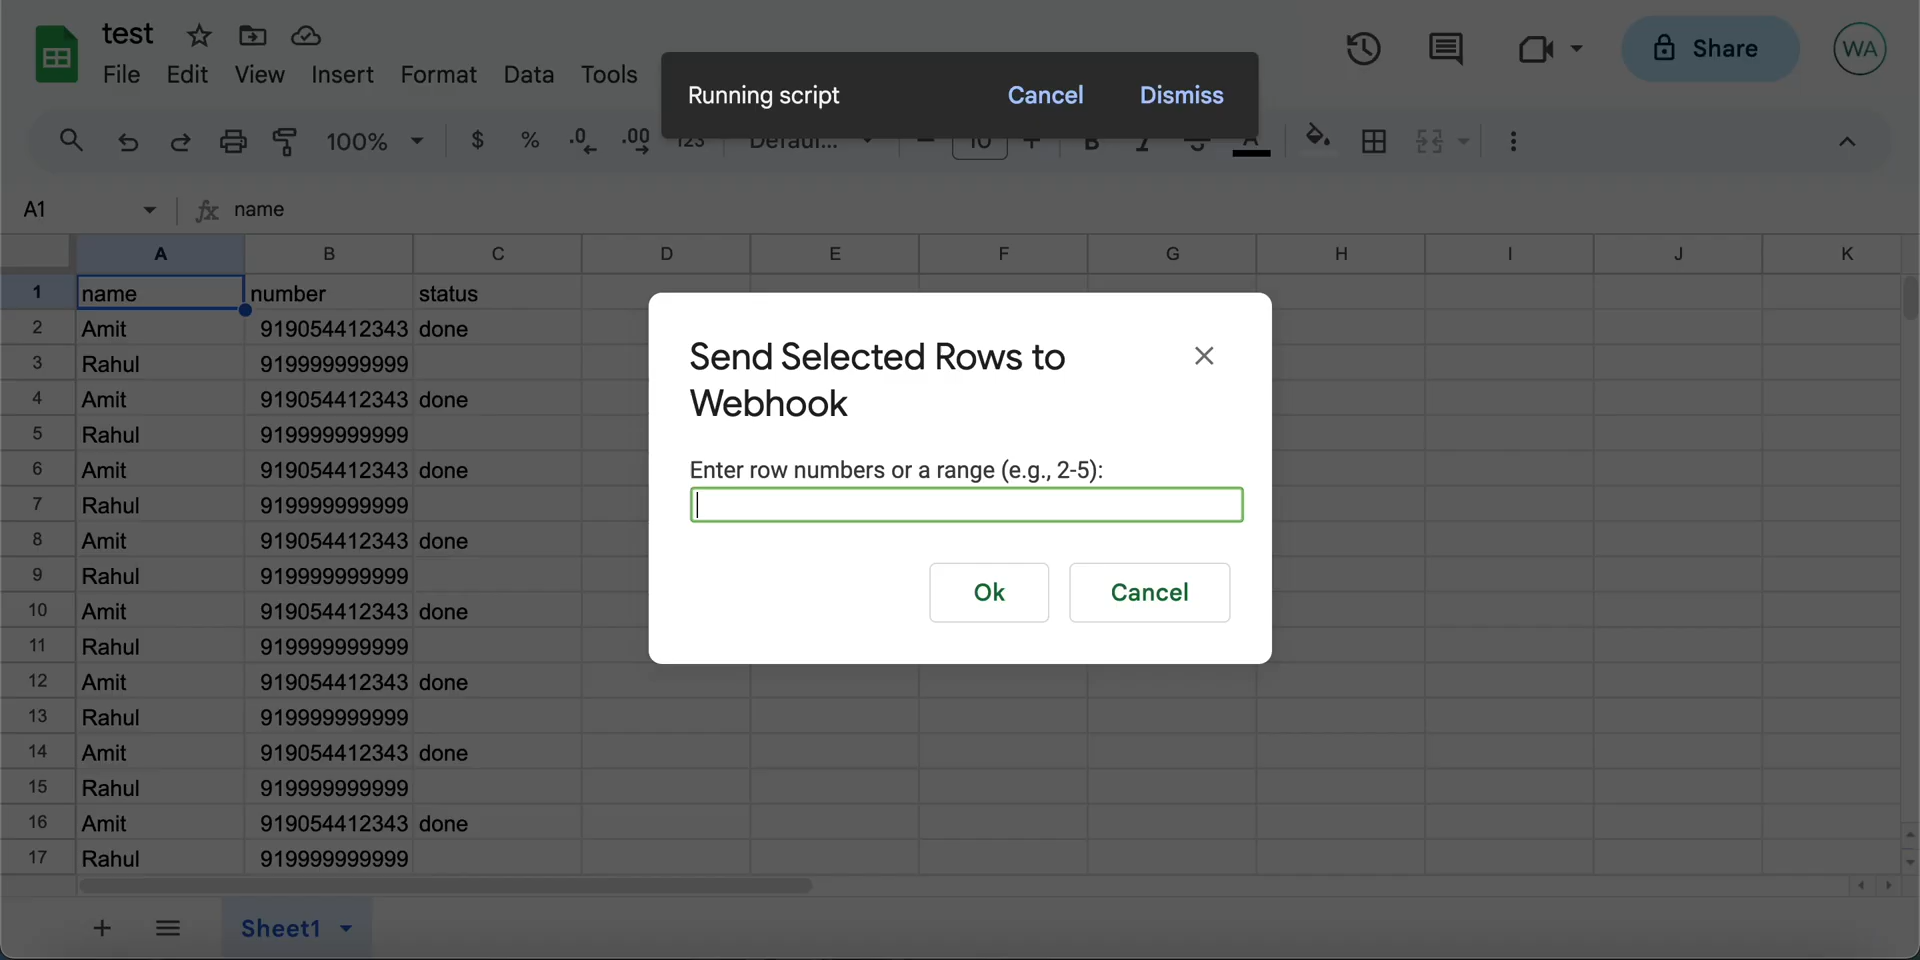 test
File Edit View Insert Format Data Tools
Running script Cancel Dismiss
Share
WA
100% $ % .0 .00 123 Defaul... 10 B I S A
A1 fx name
A B C D E F G H I J K
1 name number status
2 Amit 919054412343 done
3 Rahul 919999999999
4 Amit 919054412343 done
5 Rahul 919999999999
6 Amit 919054412343 done
7 Rahul 919999999999
8 Amit 919054412343 done
9 Rahul 919999999999
10 Amit 919054412343 done
11 Rahul 919999999999
12 Amit 919054412343 done
13 Rahul 919999999999
14 Amit 919054412343 done
15 Rahul 919999999999
16 Amit 919054412343 done
17 Rahul 919999999999
Send Selected Rows to
Webhook
Enter row numbers or a range (e.g., 2-5):
Ok Cancel
Sheet1